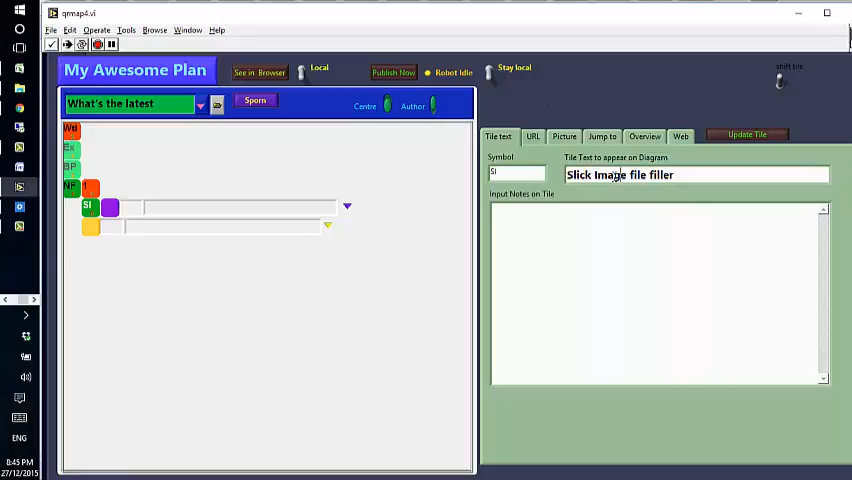 qrmap4.vi
File Edit Operate Tools Browse Window Help
My Awesome Plan
See in Browser
Local
Publish Now
Robot Idle
Stay local
shift tile
What's the latest
Sporn
Centre
Author
Tile text URL Picture Jump to Overview Web
Update Tile
Symbol
Tile Text to appear on Diagram
SI
Slick Image file filler
Input Notes on Tile
Wtl
Ex
BP
NF
SI
ENG
8:45 PM
27/12/2015